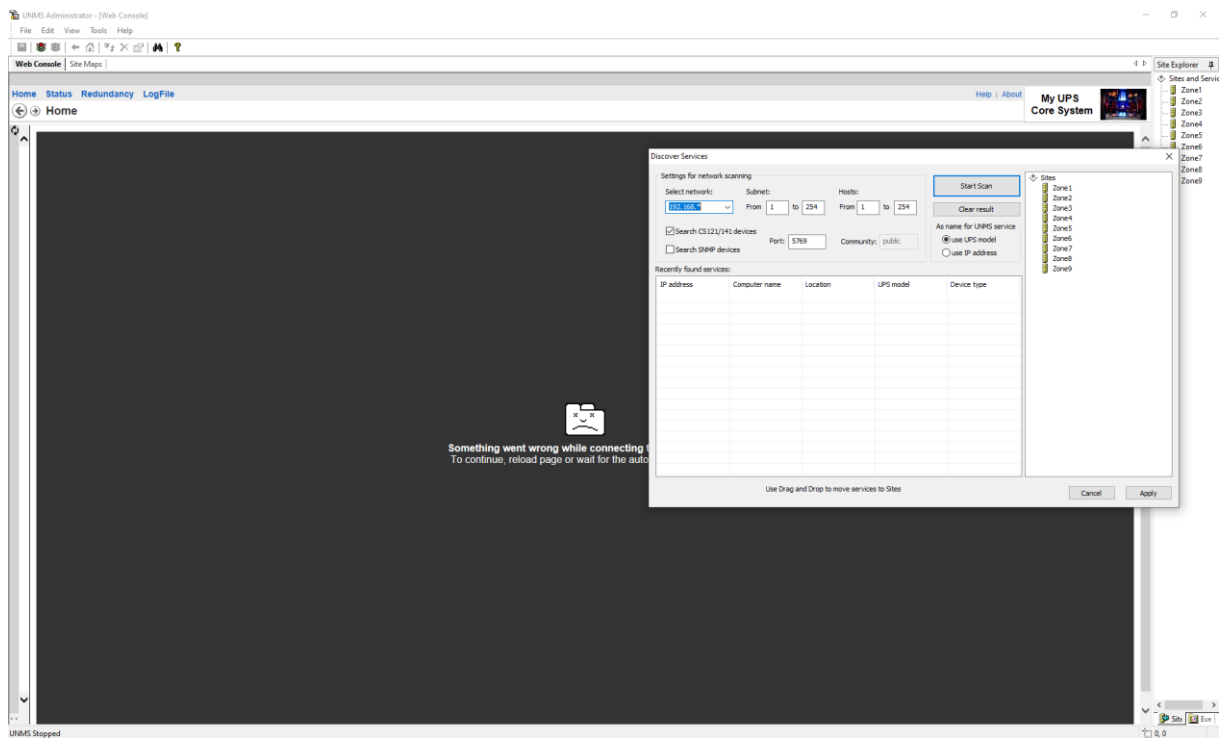 UNMS Administrator - [Web Console]
File Edit View Tools Help
Web Console Site Maps
Home Status Redundancy LogFile Help | About
Home
My UPS
Core System
Site Explorer
Sites and Servic
Zone1
Zone2
Zone3
Zone4
Zone5
Zone6
Zone7
Zone8
Zone9
Discover Services
Settings for network scanning
Select network: Subnet: Hosts:
192.168.* From 1 to 254 From 1 to 254
Search CS121/141 devices
Search SNMP devices
Port: 5769 Community: public
Start Scan
Clear result
As name for UNMS service
use UPS model
use IP address
Recently found services:
IP address Computer name Location UPS model Device type
Sites
Zone1
Zone2
Zone3
Zone4
Zone5
Zone6
Zone7
Zone8
Zone9
Use Drag and Drop to move services to Sites
Cancel Apply
Something went wrong while connecting
To continue, reload page or wait for the auto
Site Eve
UNMS Stopped 0, 0